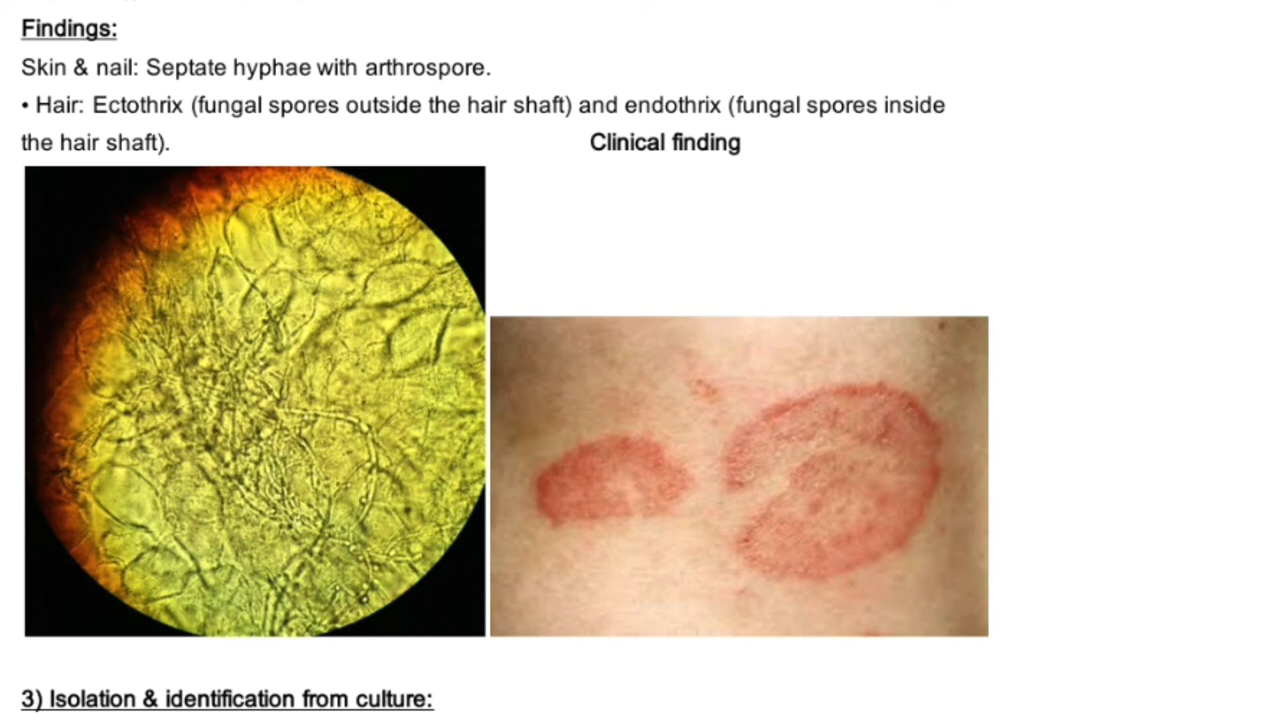 Findings:
Skin & nail: Septate hyphae with arthrospore.
• Hair: Ectothrix (fungal spores outside the hair shaft) and endothrix (fungal spores inside
the hair shaft).
Clinical finding
3) Isolation & identification from culture: